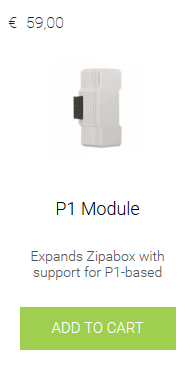 € 59,00
P1 Module
Expands Zipabox with
support for P1-based
ADD TO CART